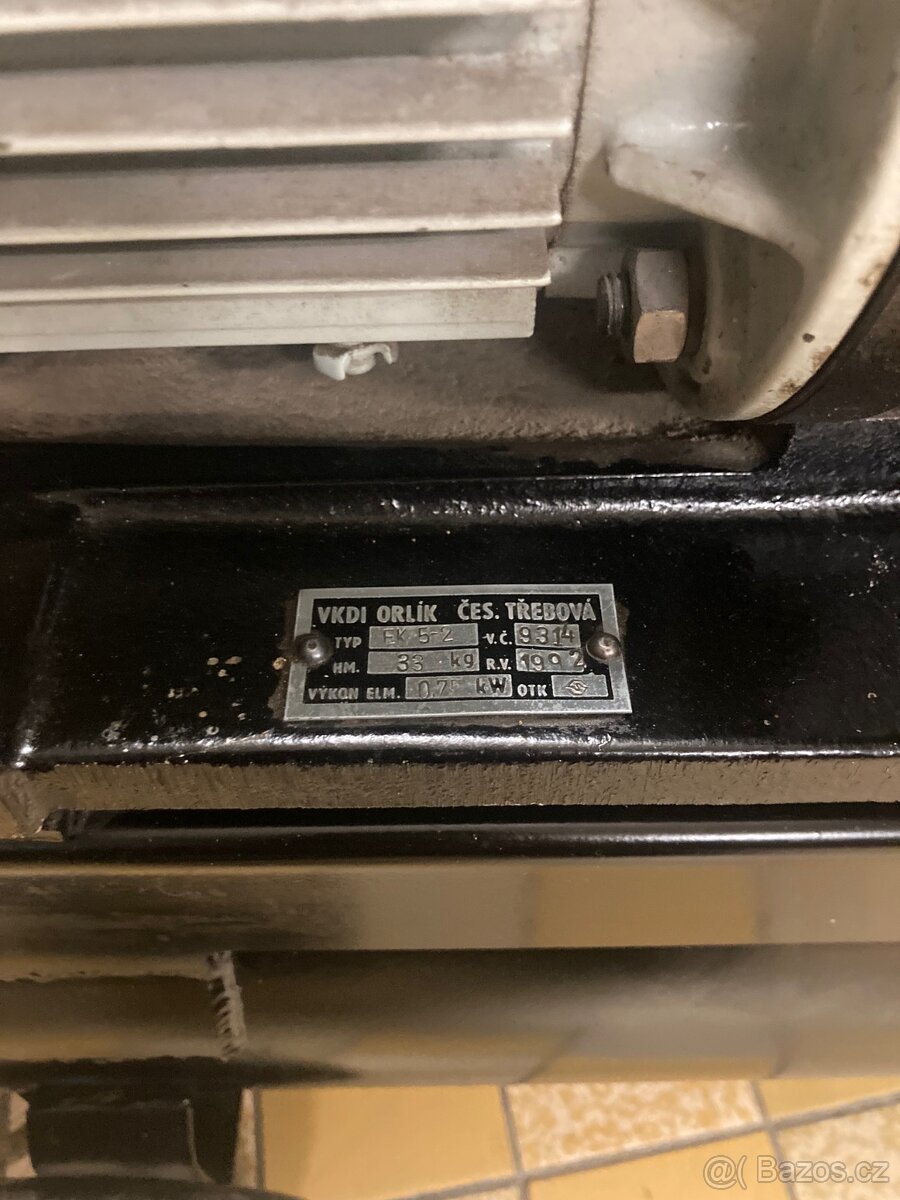 VKDI ORLÍK ČES. TŘEBOVÁ
TYP EK 5-2 V.Č. 9314
HM. 33 kg R.V. 1992
VÝKON ELM. 0.75 kW OTK
@( Bazos.cz